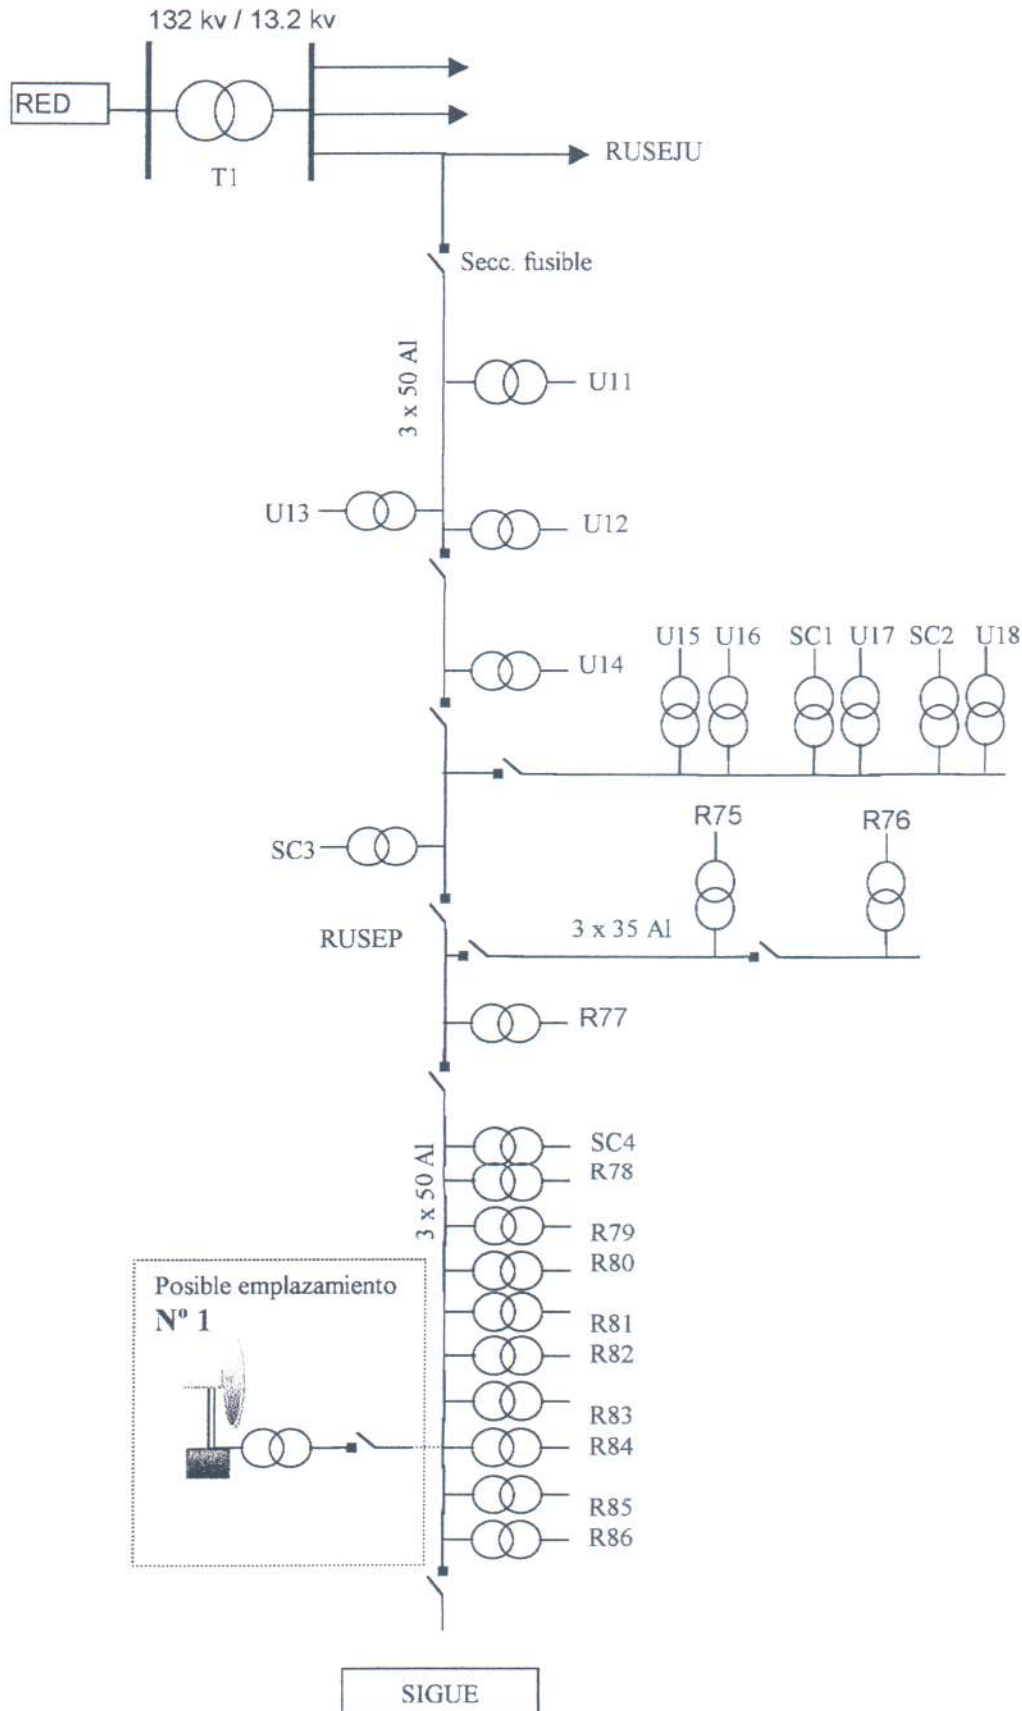 132 kv / 13.2 kv
RED
T1
RUSEJU
Secc. fusible
3 x 50 Al
U11
U13
U12
U14
U15 U16 SC1 U17 SC2 U18
R75
R76
SC3
RUSEP
3 x 35 Al
R77
3 x 50 Al
SC4
R78
R79
R80
R81
R82
R83
R84
R85
R86
Posible emplazamiento
Nº 1
SIGUE